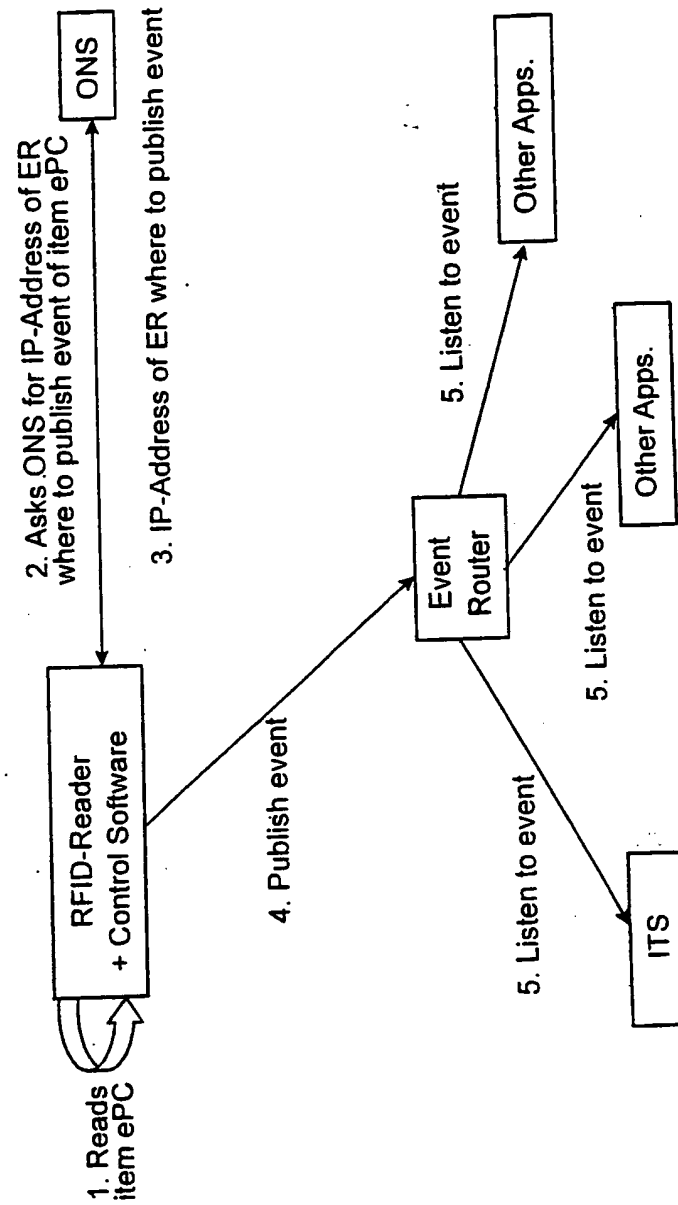 1. Reads
item ePC
RFID-Reader
+ Control Software
2. Asks ONS for IP-Address of ER
where to publish event of item ePC
ONS
3. IP-Address of ER where to publish event
4. Publish event
Event
Router
5. Listen to event
5. Listen to event
5. Listen to event
ITS
Other Apps.
Other Apps.